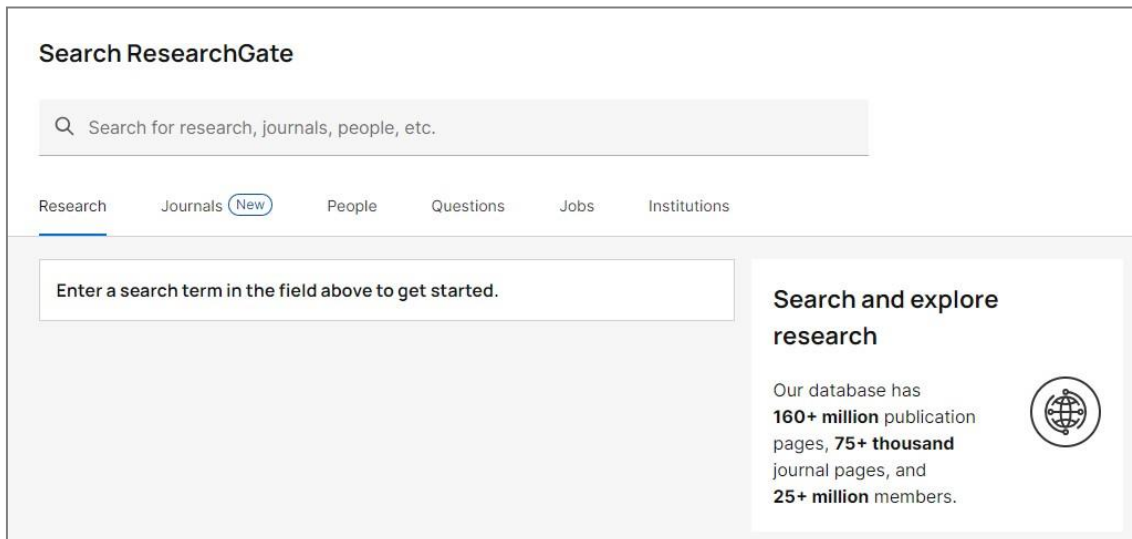 Search ResearchGate
Search for research, journals, people, etc.
Research Journals New People Questions Jobs Institutions
Enter a search term in the field above to get started.
Search and explore
research
Our database has
160+ million publication
pages, 75+ thousand
journal pages, and
25+ million members.